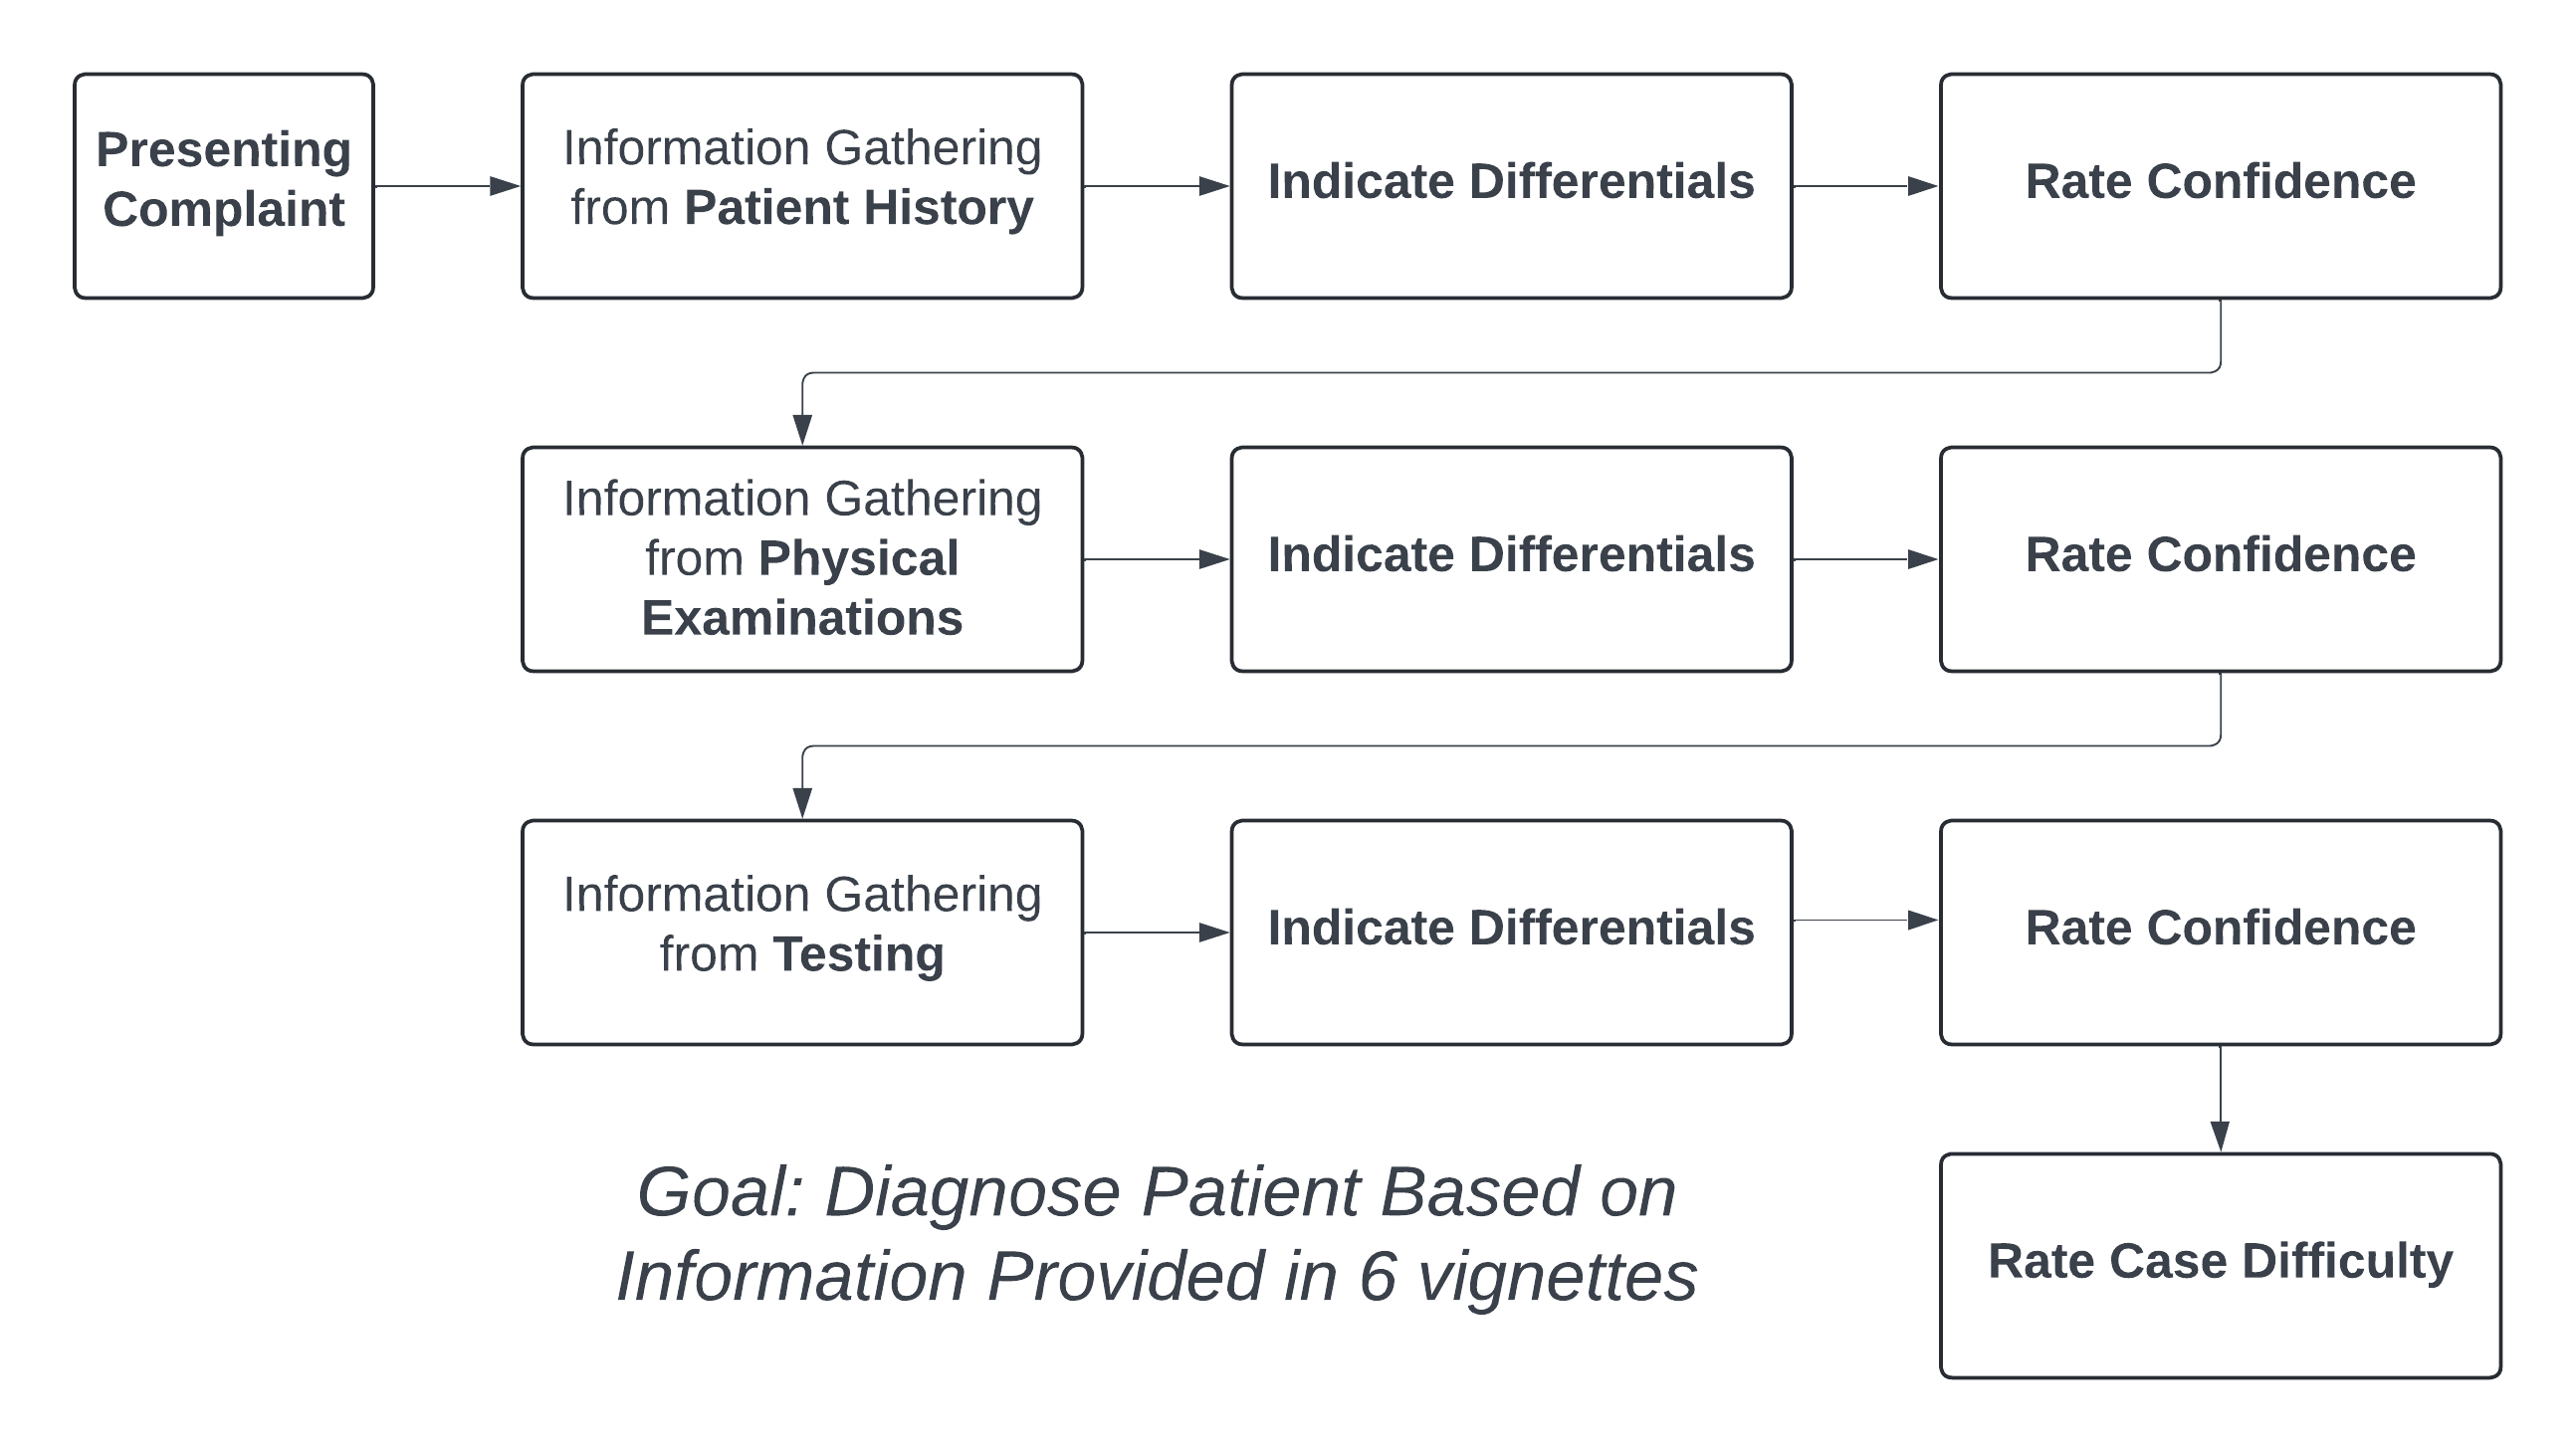 Presenting
Complaint
Information Gathering
from Patient History
Indicate Differentials
Rate Confidence
Information Gathering
from Physical
Examinations
Indicate Differentials
Rate Confidence
Information Gathering
from Testing
Indicate Differentials
Rate Confidence
Goal: Diagnose Patient Based on
Information Provided in 6 vignettes
Rate Case Difficulty